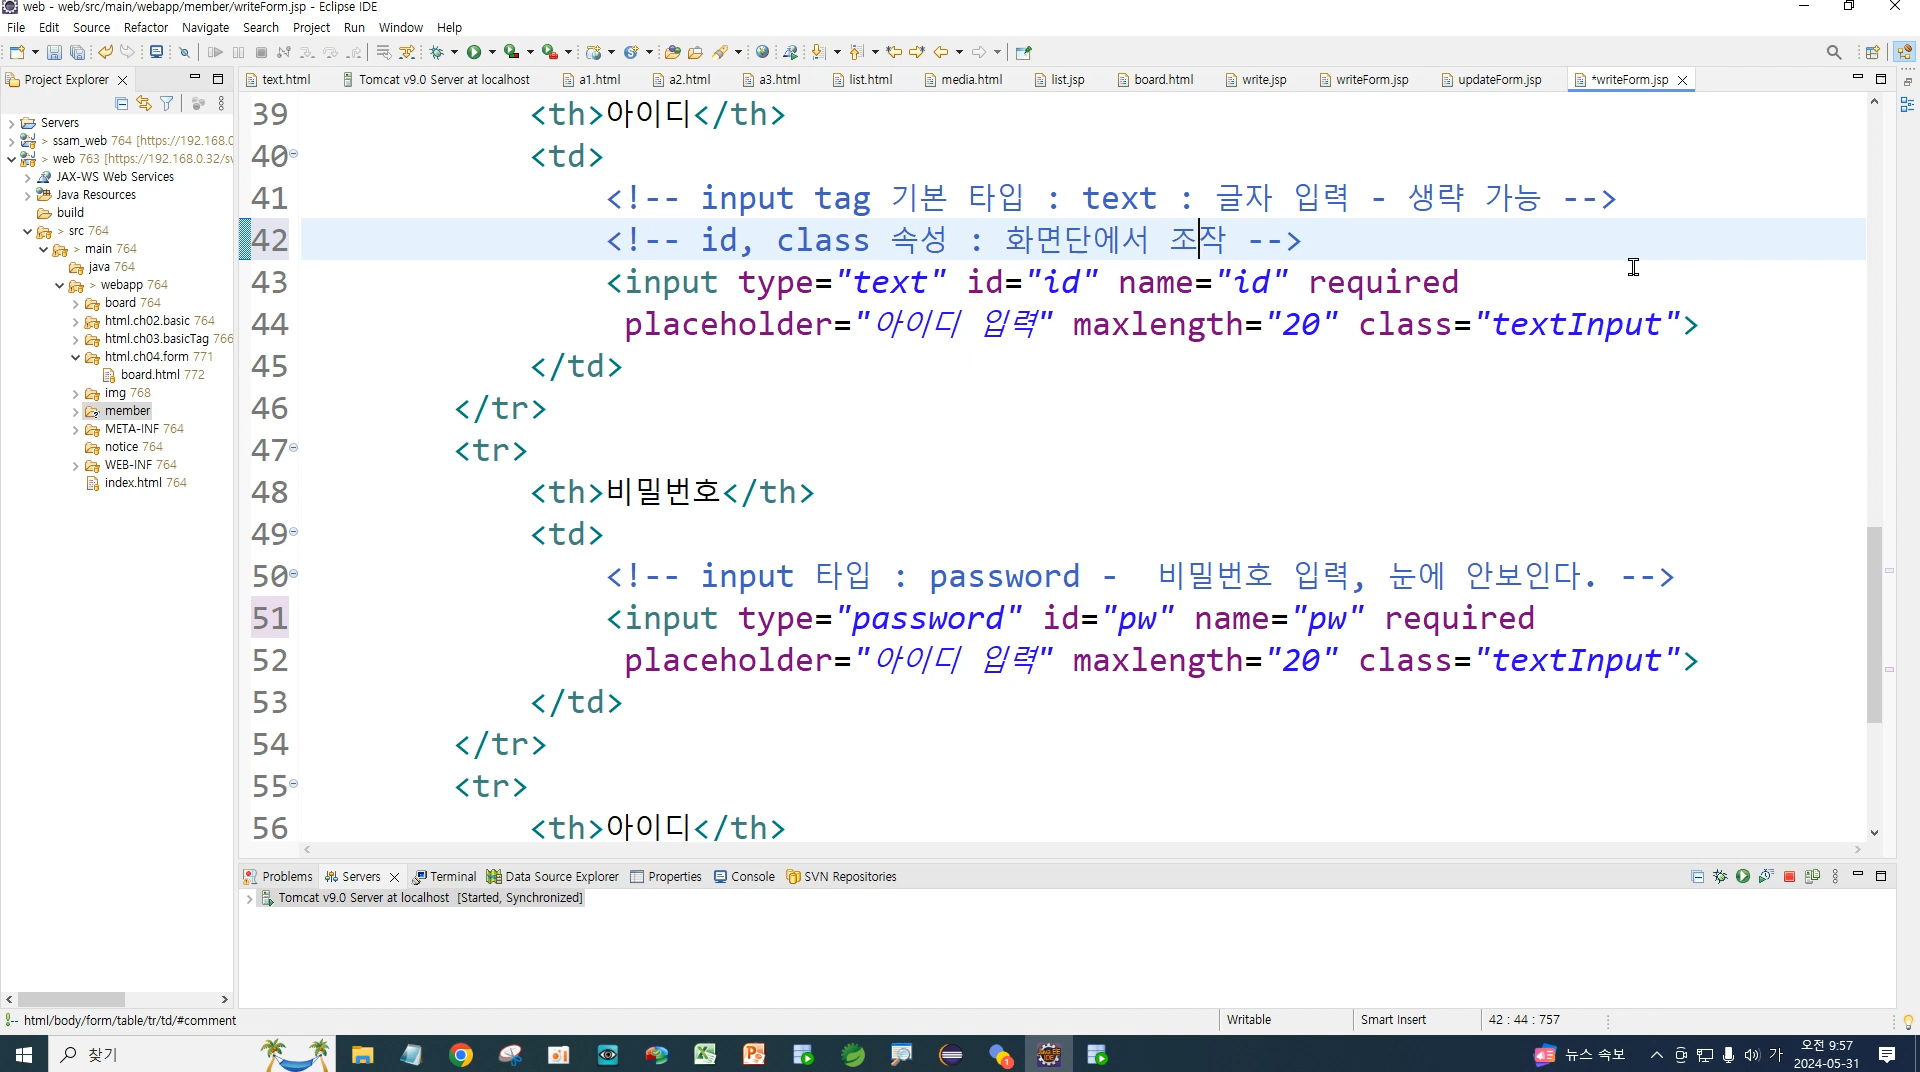 web - web/src/main/webapp/member/writeForm.jsp - Eclipse IDE
File Edit Source Refactor Navigate Search Project Run Window Help
Project Explorer
text.html Tomcat v9.0 Server at localhost a1.html a2.html a3.html list.html media.html list.jsp board.html write.jsp writeForm.jsp updateForm.jsp *writeForm.jsp
Servers
> ssam_web 764 [https://192.168.0
> web 763 [https://192.168.0.32/sv
JAX-WS Web Services
Java Resources
build
> src 764
> main 764
java 764
> webapp 764
board 764
html.ch02.basic 764
html.ch03.basicTag 766
html.ch04.form 771
board.html 772
img 768
member
META-INF 764
notice 764
WEB-INF 764
index.html 764
39 <th>아이디</th>
40 <td>
41 <!-- input tag 기본 타입 : text : 글자 입력 - 생략 가능 -->
42 <!-- id, class 속성 : 화면단에서 조작 -->
43 <input type="text" id="id" name="id" required
44 placeholder="아이디 입력" maxlength="20" class="textInput">
45 </td>
46 </tr>
47 <tr>
48 <th>비밀번호</th>
49 <td>
50 <!-- input 타입 : password -  비밀번호 입력, 눈에 안보인다. -->
51 <input type="password" id="pw" name="pw" required
52 placeholder="아이디 입력" maxlength="20" class="textInput">
53 </td>
54 </tr>
55 <tr>
56 <th>아이디</th>
Problems Servers Terminal Data Source Explorer Properties Console SVN Repositories
Tomcat v9.0 Server at localhost [Started, Synchronized]
html/body/form/table/tr/td/#comment Writable Smart Insert 42 : 44 : 757
찾기 뉴스 속보 가 오전 9:57
2024-05-31